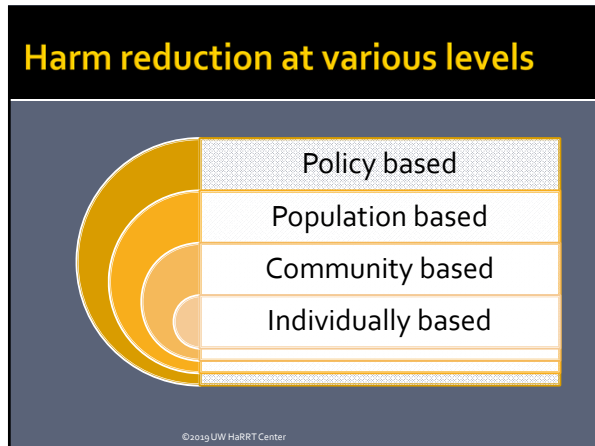 Harm reduction at various levels
Policy based
Population based
Community based
Individually based
©2019 UW HaRRT Center